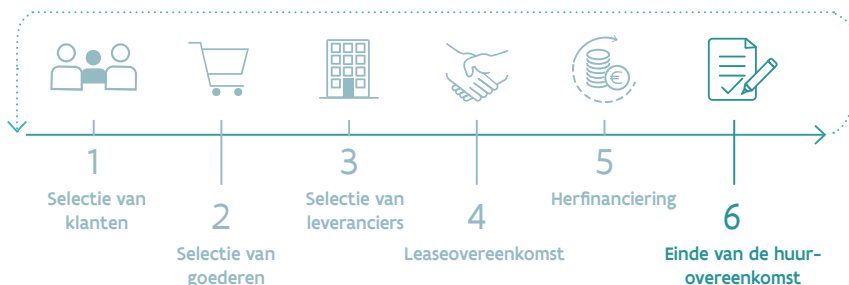 1
Selectie van
klanten
2
Selectie van
goederen
3
Selectie van
leveranciers
4
Leaseovereenkomst
€
5
Herfinanciering
6
Einde van de huur-
overeenkomst